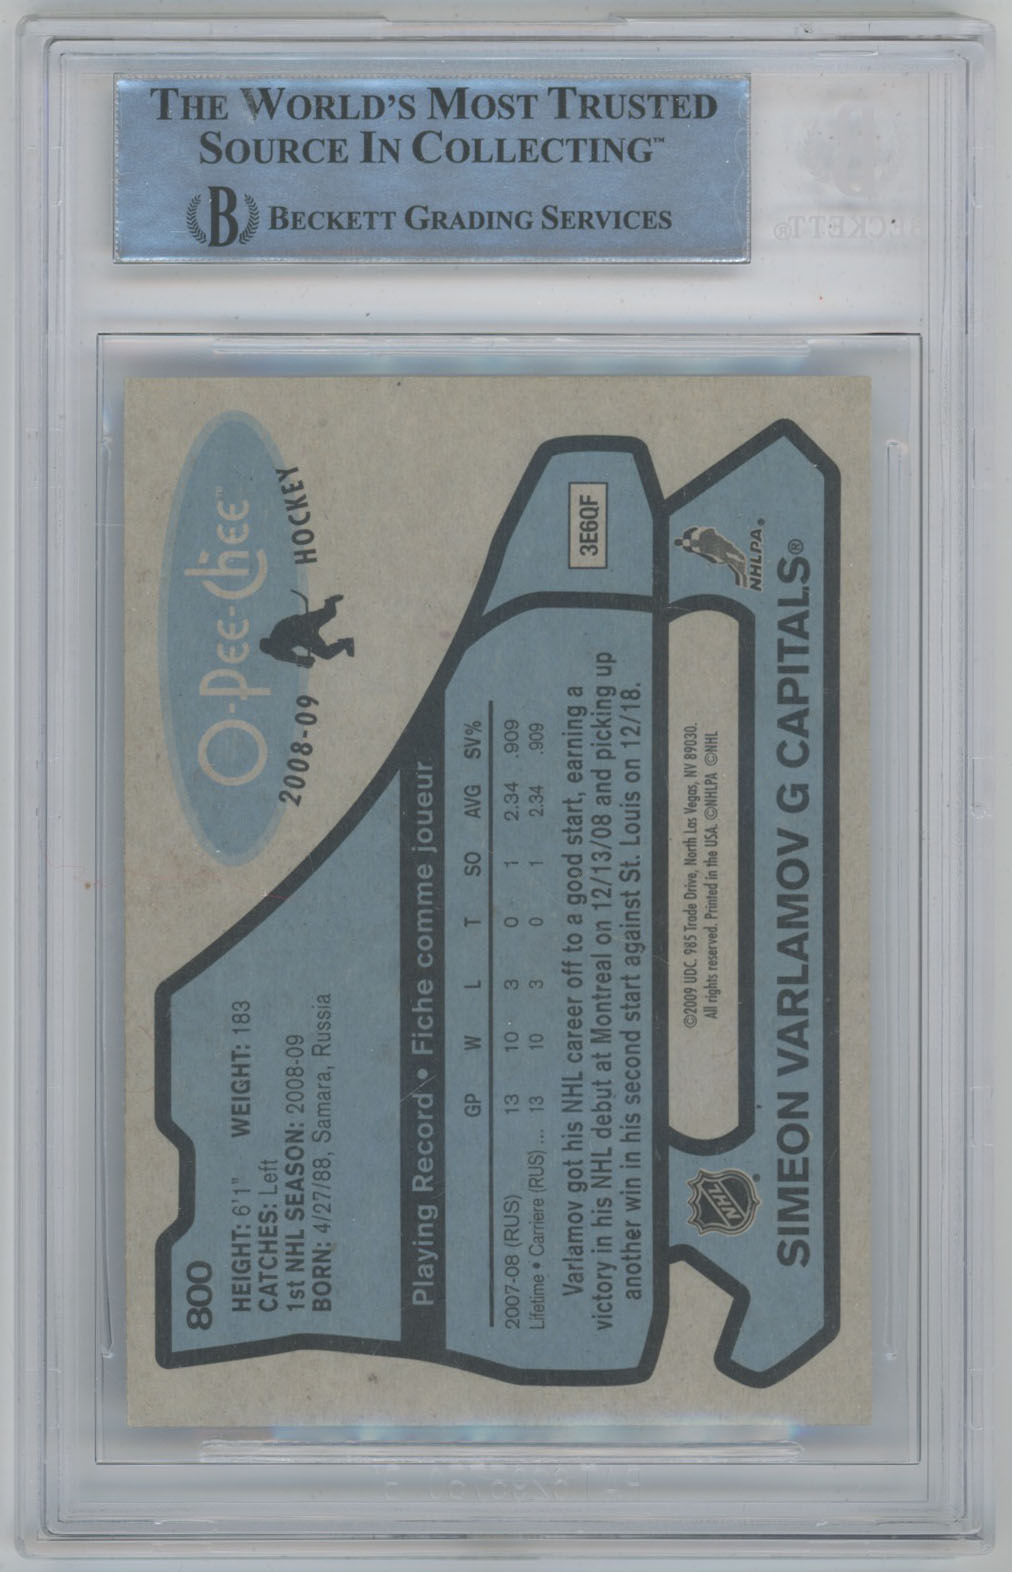 THE WORLD'S MOST TRUSTED
SOURCE IN COLLECTING™
B BECKETT GRADING SERVICES
B
BECKETT®
O-Pee-Chee™
2008-09 HOCKEY
800
HEIGHT: 6'1" WEIGHT: 183
CATCHES: Left
1st NHL SEASON: 2008-09
BORN: 4/27/88, Samara, Russia
Playing Record • Fiche comme joueur
GP W L T SO AVG SV%
2007-08 (RUS) 13 10 3 0 1 2.34 .909
Lifetime • Carriere (RUS) ... 13 10 3 0 1 2.34 .909
Varlamov got his NHL career off to a good start, earning a
victory in his NHL debut at Montreal on 12/13/08 and picking up
another win in his second start against St. Louis on 12/18.
3E6QF
©2009 UDC. 985 Trade Drive, North Las Vegas, NV 89030.
All rights reserved. Printed in the USA. ©NHLPA ©NHL
NHL®
NHLPA®
SIMEON VARLAMOV G CAPITALS®